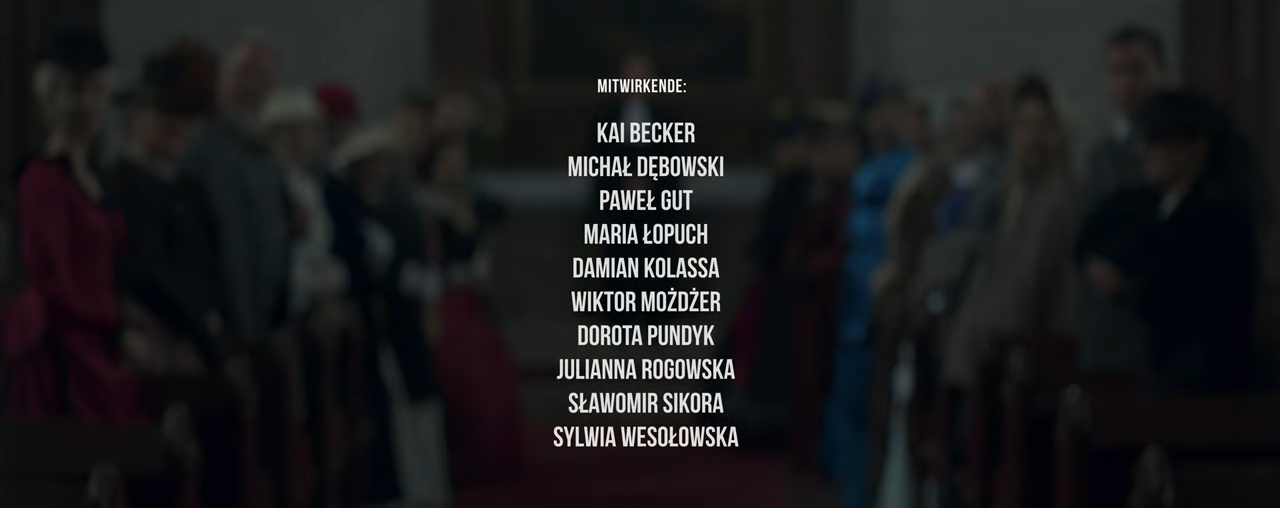 MITWIRKENDE:
KAI BECKER
MICHAŁ DĘBOWSKI
PAWEŁ GUT
MARIA ŁOPUCH
DAMIAN KOLASSA
WIKTOR MOŻDŻER
DOROTA PUNDYK
JULIANNA ROGOWSKA
SŁAWOMIR SIKORA
SYLWIA WESOŁOWSKA